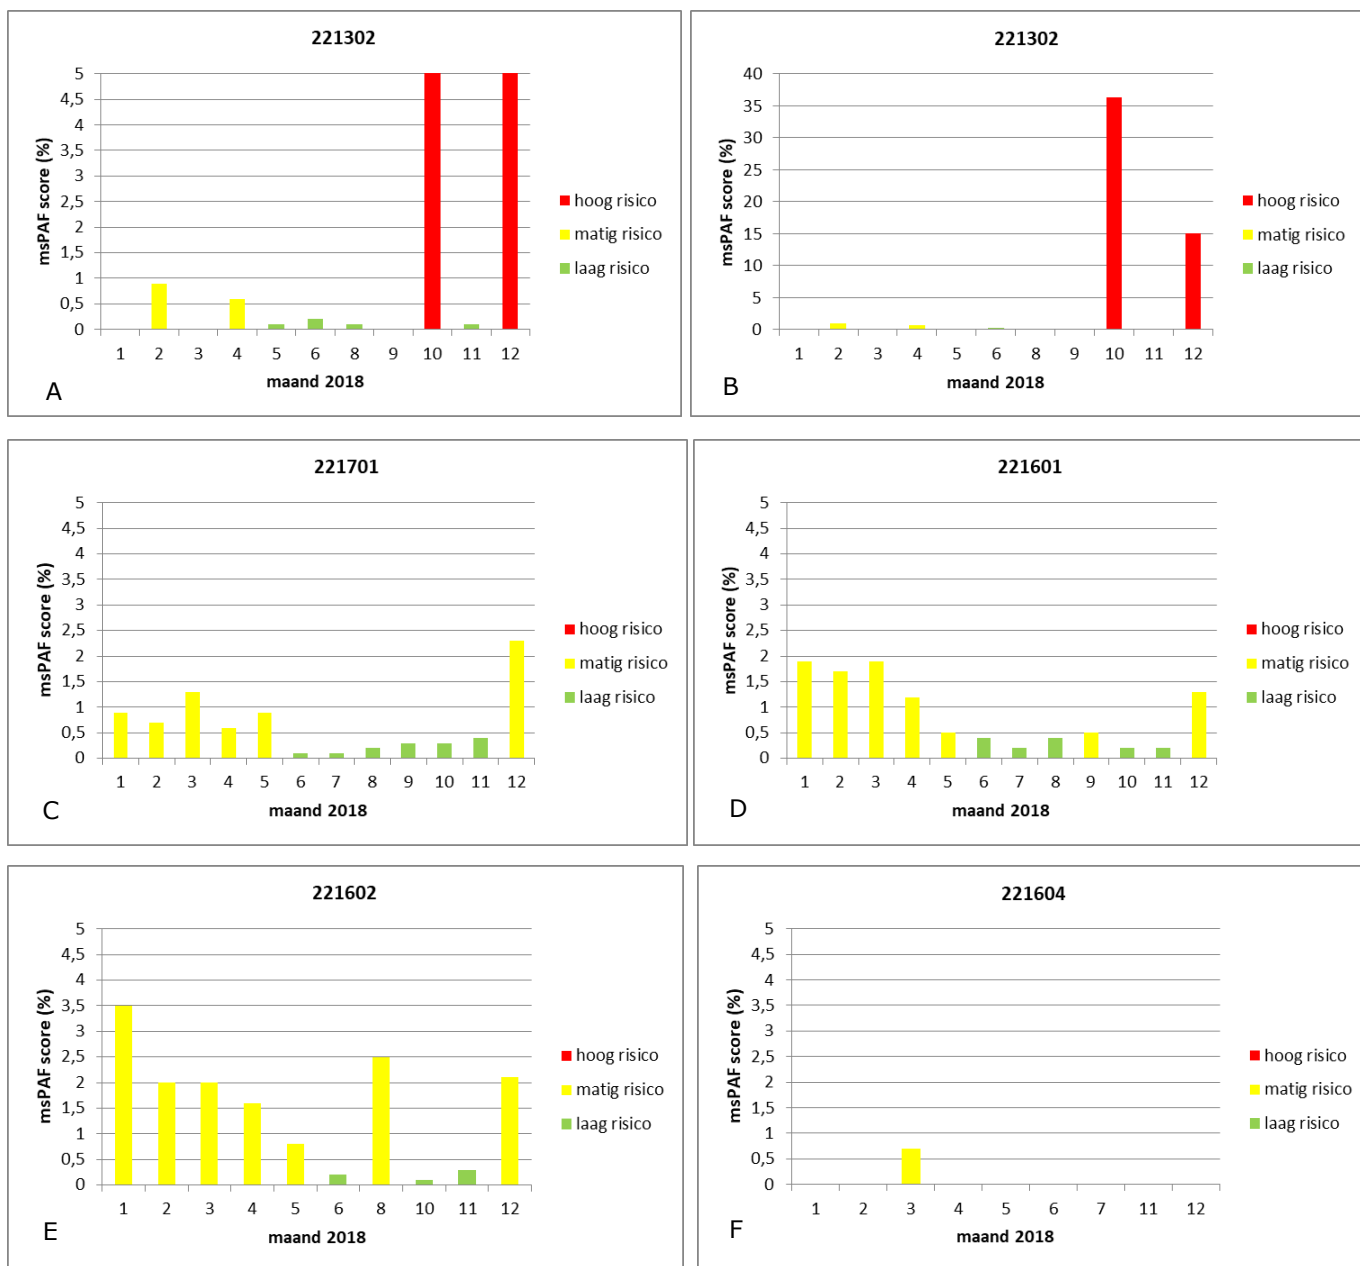 221302
msPAF score (%)
5
4,5
4
3,5
3
2,5
2
1,5
1
0,5
0
1 2 3 4 5 6 8 9 10 11 12
maand 2018
hoog risico
matig risico
laag risico
A
221302
msPAF score (%)
40
35
30
25
20
15
10
5
0
1 2 3 4 5 6 8 9 10 11 12
maand 2018
hoog risico
matig risico
laag risico
B
221701
msPAF score (%)
5
4,5
4
3,5
3
2,5
2
1,5
1
0,5
0
1 2 3 4 5 6 7 8 9 10 11 12
maand 2018
hoog risico
matig risico
laag risico
C
221601
msPAF score (%)
5
4,5
4
3,5
3
2,5
2
1,5
1
0,5
0
1 2 3 4 5 6 7 8 9 10 11 12
maand 2018
hoog risico
matig risico
laag risico
D
221602
msPAF score (%)
5
4,5
4
3,5
3
2,5
2
1,5
1
0,5
0
1 2 3 4 5 6 8 10 11 12
maand 2018
hoog risico
matig risico
laag risico
E
221604
msPAF score (%)
5
4,5
4
3,5
3
2,5
2
1,5
1
0,5
0
1 2 3 4 5 6 7 11 12
maand 2018
hoog risico
matig risico
laag risico
F